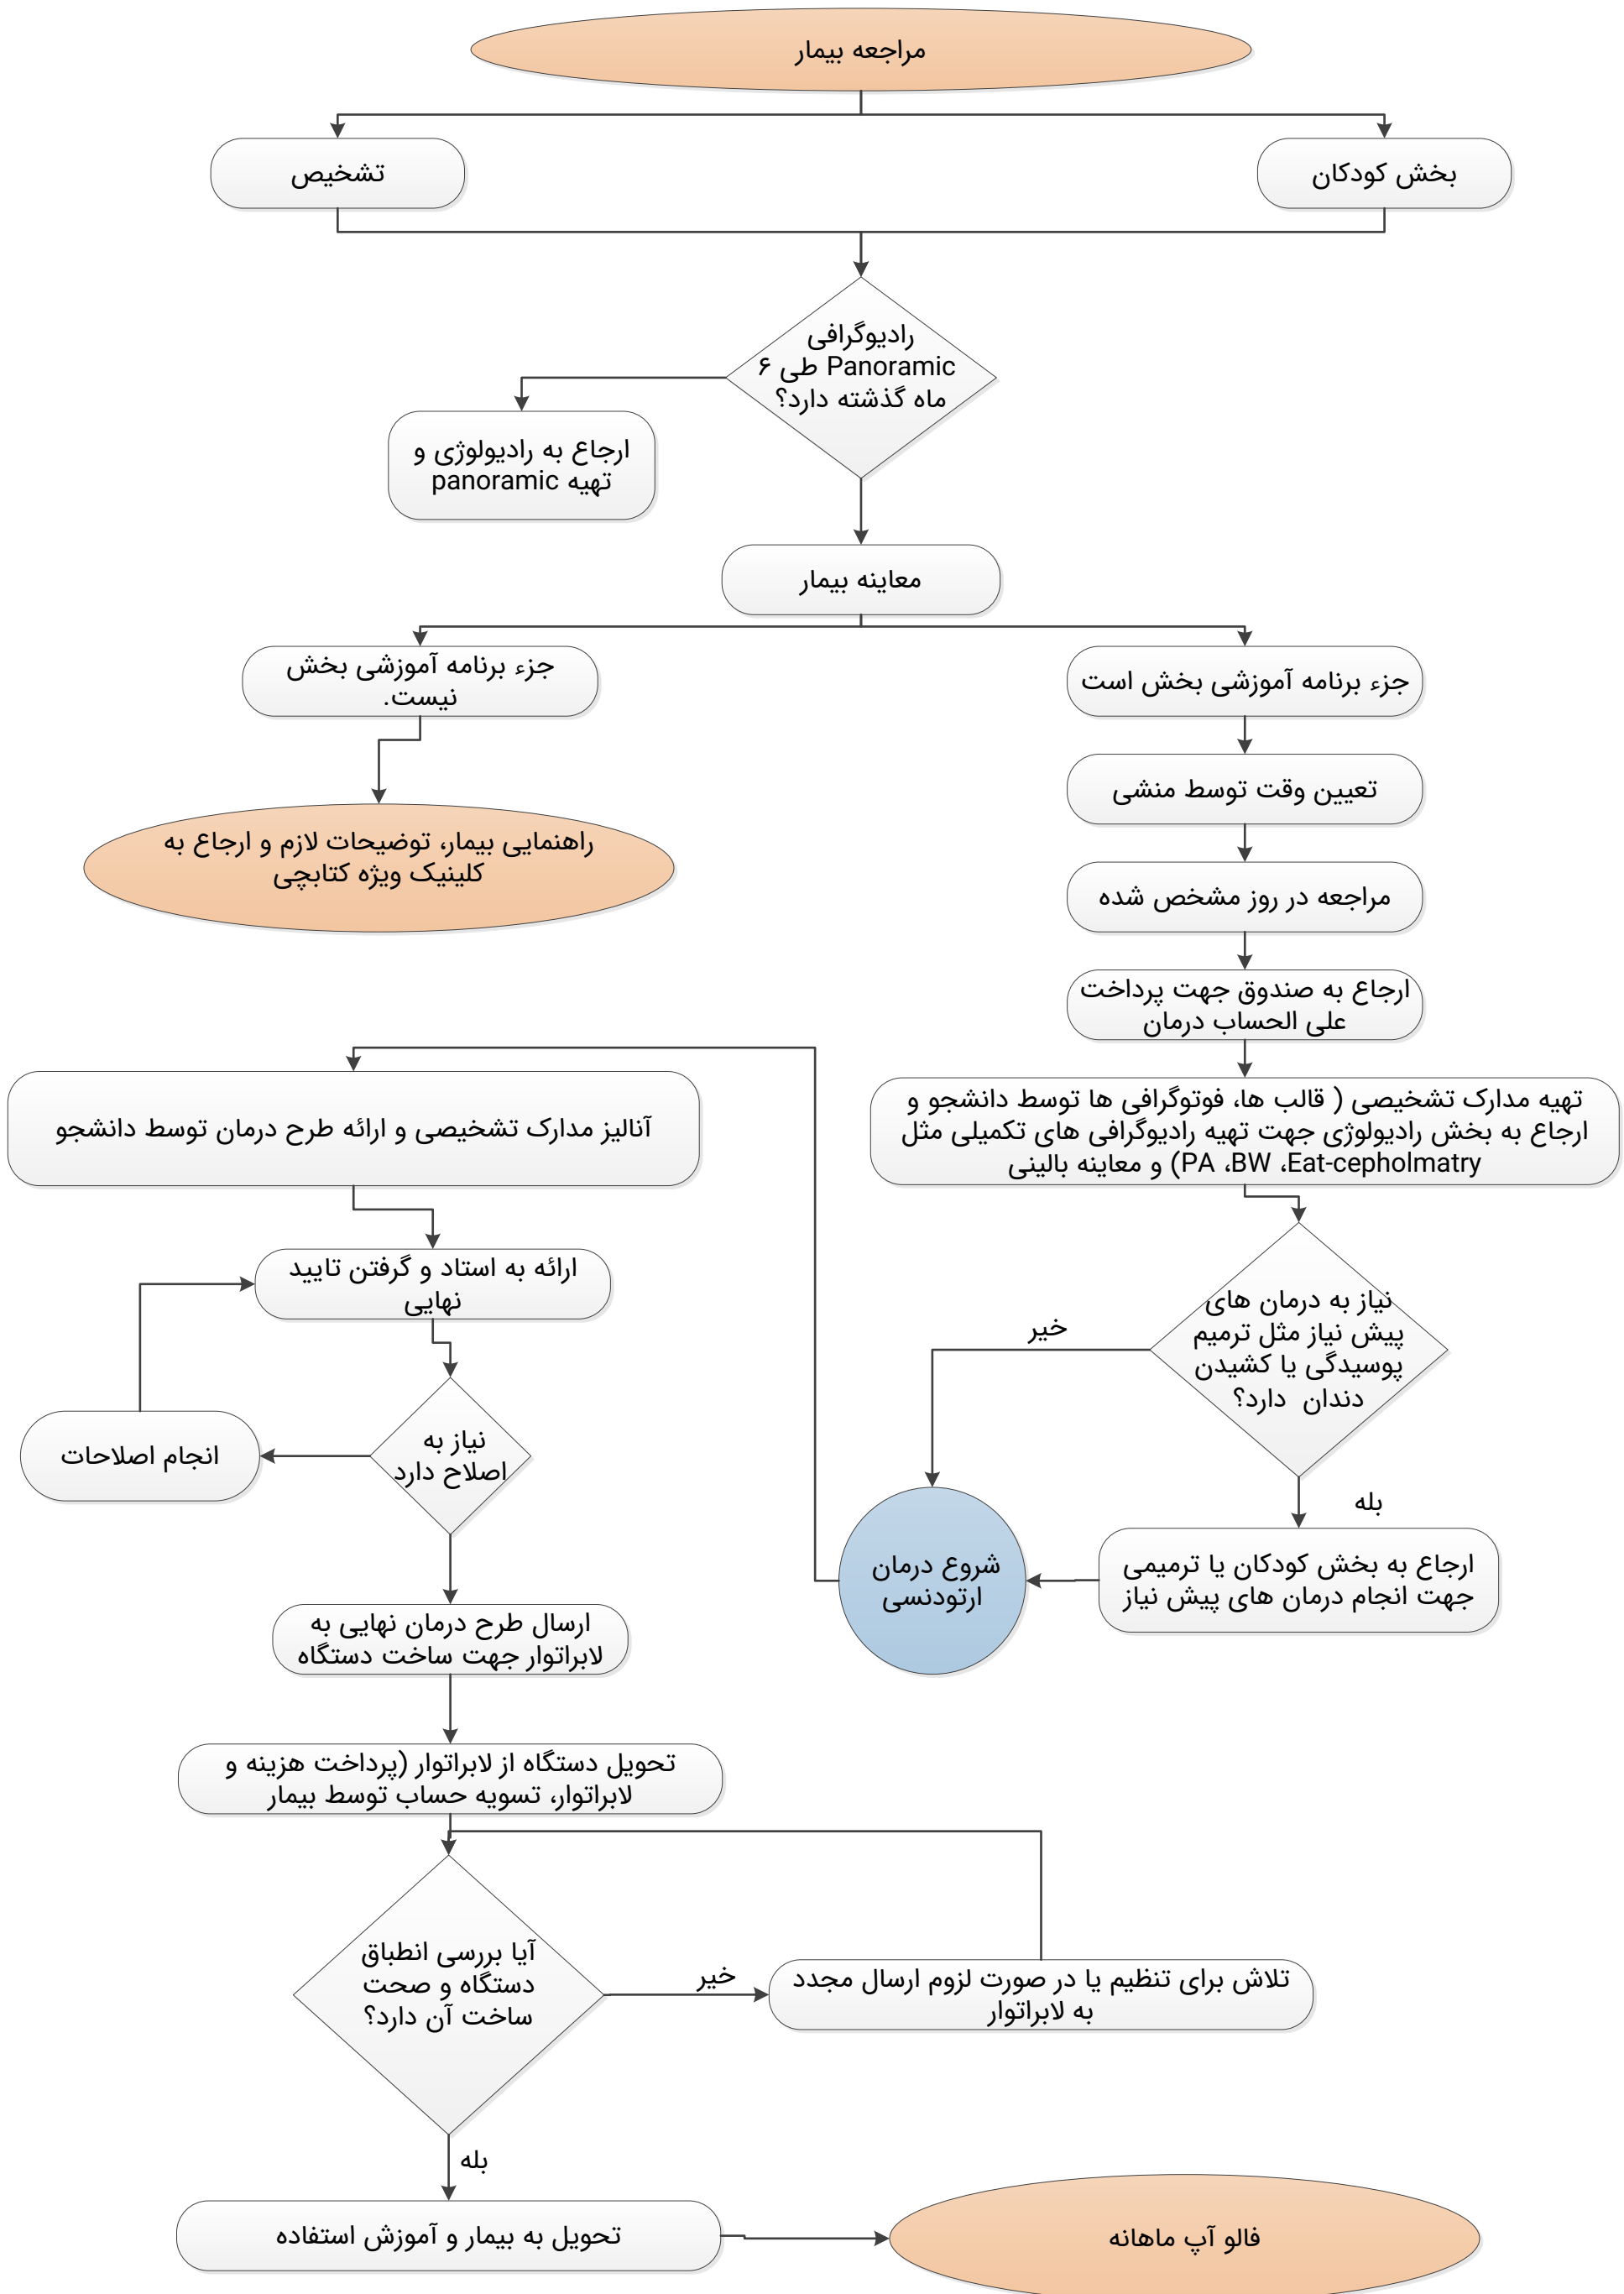 مراجعه بیمار
بخش کودکان
تشخیص
رادیوگرافی
Panoramic طی ۶
ماه گذشته دارد؟
ارجاع به رادیولوژی و
تهیه panoramic
معاینه بیمار
جزء برنامه آموزشی بخش است
جزء برنامه آموزشی بخش
نیست.
تعیین وقت توسط منشی
راهنمایی بیمار، توضیحات لازم و ارجاع به
کلینیک ویژه کتابچی
مراجعه در روز مشخص شده
ارجاع به صندوق جهت پرداخت
علی الحساب درمان
تهیه مدارک تشخیصی ( قالب ها، فوتوگرافی ها توسط دانشجو و
ارجاع به بخش رادیولوژی جهت تهیه رادیوگرافی های تکمیلی مثل
PA ،BW ،Eat-cepholmatry) و معاینه بالینی
نیاز به درمان های
پیش نیاز مثل ترمیم
پوسیدگی یا کشیدن
دندان  دارد؟
خیر
بله
ارجاع به بخش کودکان یا ترمیمی
جهت انجام درمان های پیش نیاز
شروع درمان
ارتودنسی
آنالیز مدارک تشخیصی و ارائه طرح درمان توسط دانشجو
ارائه به استاد و گرفتن تایید
نهایی
نیاز به
اصلاح دارد
انجام اصلاحات
ارسال طرح درمان نهایی به
لابراتوار جهت ساخت دستگاه
تحویل دستگاه از لابراتوار (پرداخت هزینه و
لابراتوار، تسویه حساب توسط بیمار
آیا بررسی انطباق
دستگاه و صحت
ساخت آن دارد؟
خیر
تلاش برای تنظیم یا در صورت لزوم ارسال مجدد
به لابراتوار
بله
تحویل به بیمار و آموزش استفاده
فالو آپ ماهانه